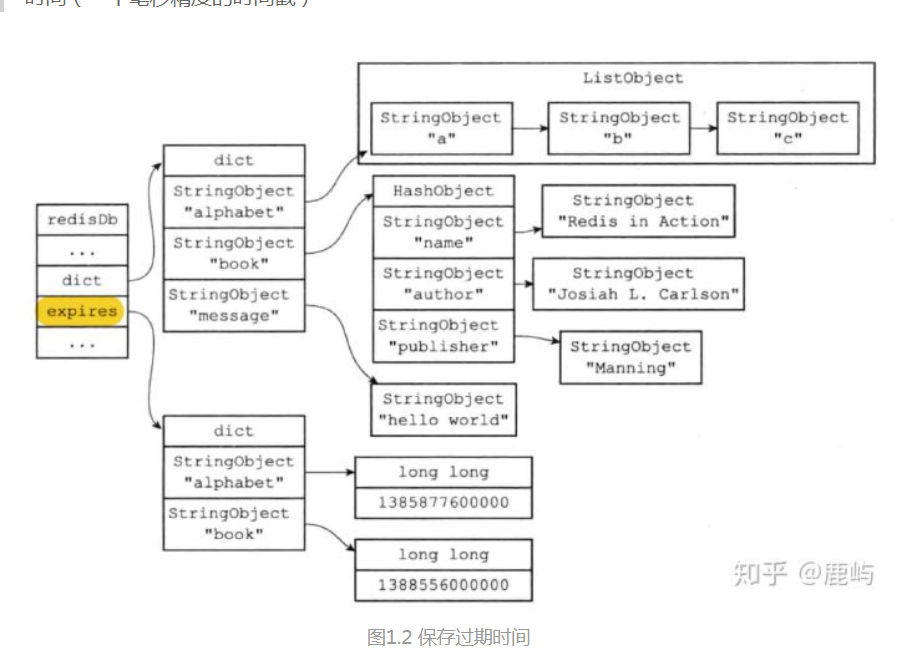 时间（一个毫秒精度的时间戳）
ListObject
StringObject
"a"
StringObject
"b"
StringObject
"c"
dict
StringObject
"alphabet"
StringObject
"book"
StringObject
"message"
redisDb
...
dict
expires
...
HashObject
StringObject
"name"
StringObject
"author"
StringObject
"publisher"
StringObject
"Redis in Action"
StringObject
"Josiah L. Carlson"
StringObject
"Manning"
StringObject
"hello world"
dict
StringObject
"alphabet"
StringObject
"book"
long long
1385877600000
long long
1388556000000
知乎 @鹿屿
图1.2 保存过期时间